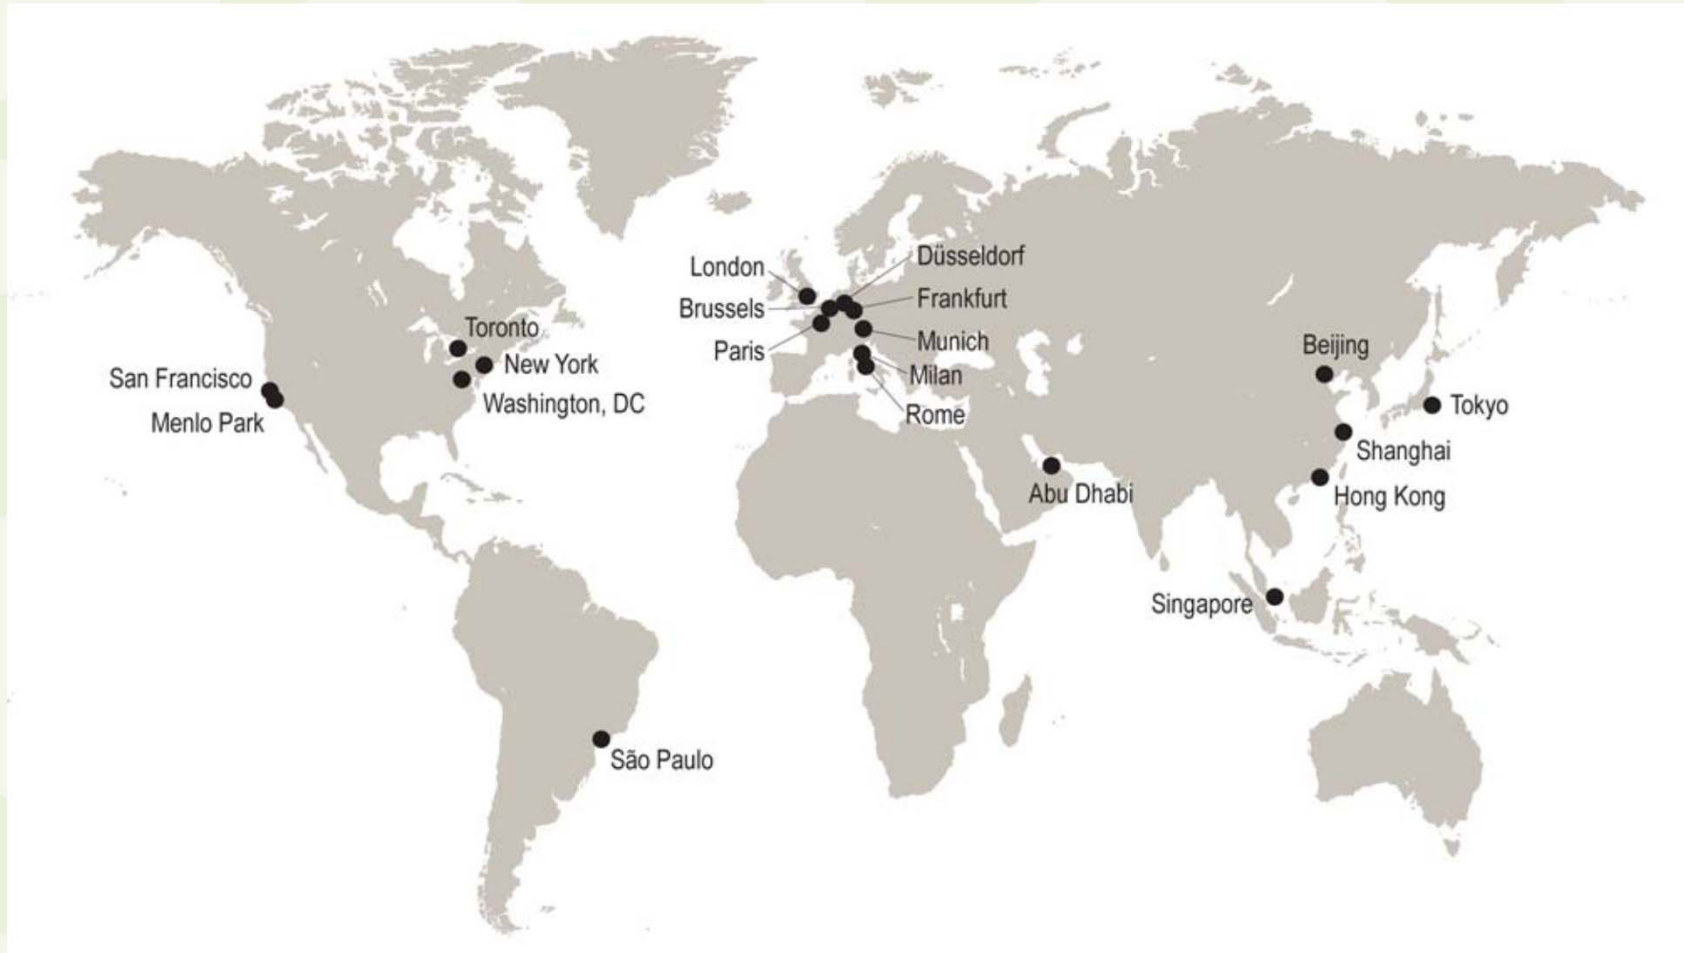 London
Düsseldorf
Brussels
Frankfurt
Toronto
Paris
Munich
Beijing
New York
San Francisco
Milan
Washington, DC
Tokyo
Menlo Park
Rome
Shanghai
Abu Dhabi
Hong Kong
Singapore
São Paulo